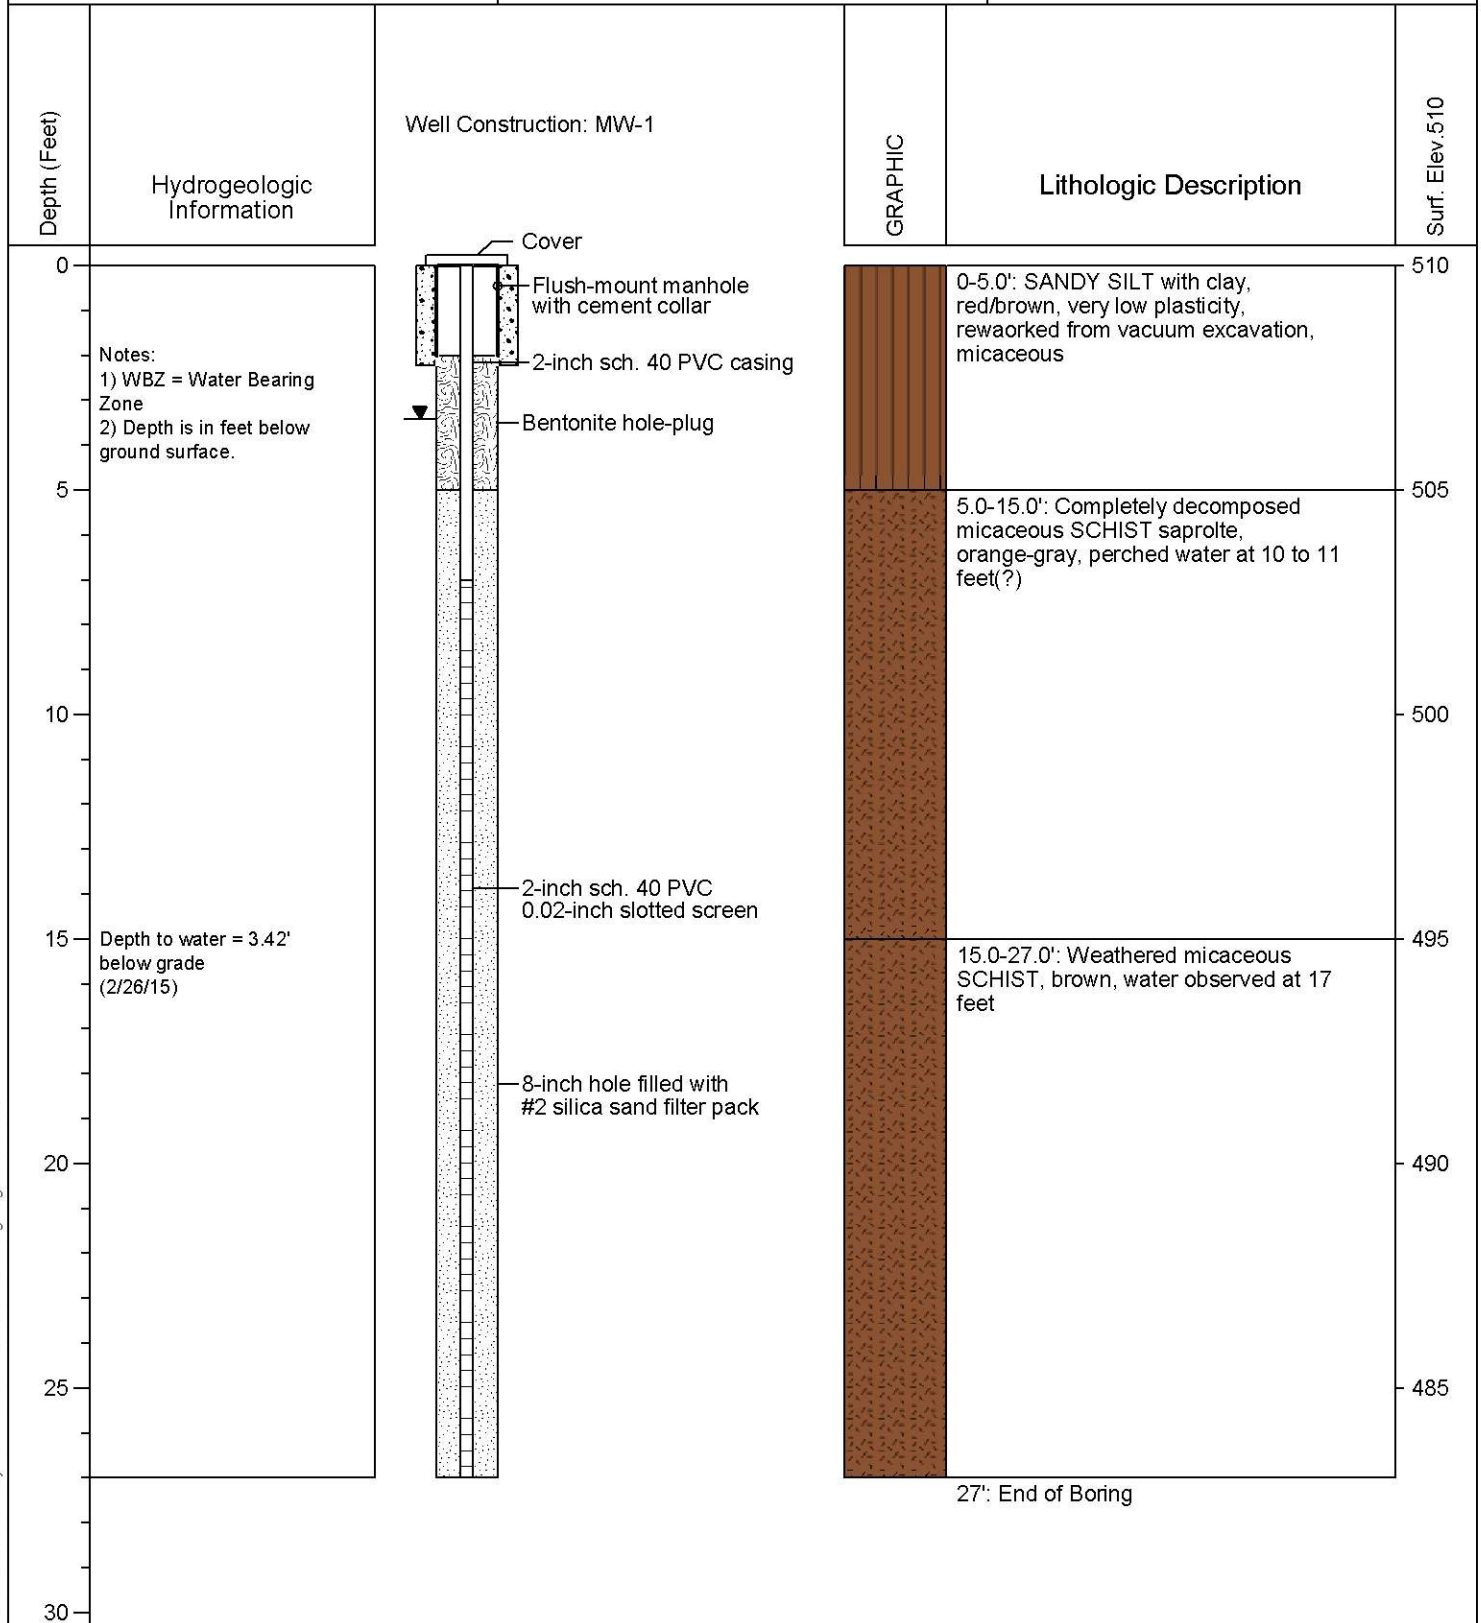 Depth (Feet)
Hydrogeologic
Information
Well Construction: MW-1
GRAPHIC
Lithologic Description
Surf. Elev.510
Cover
Flush-mount manhole
with cement collar
2-inch sch. 40 PVC casing
Bentonite hole-plug
2-inch sch. 40 PVC
0.02-inch slotted screen
8-inch hole filled with
#2 silica sand filter pack
0
5
10
15
20
25
30
Notes:
1) WBZ = Water Bearing
Zone
2) Depth is in feet below
ground surface.
Depth to water = 3.42'
below grade
(2/26/15)
0-5.0': SANDY SILT with clay,
red/brown, very low plasticity,
rewaorked from vacuum excavation,
micaceous
5.0-15.0': Completely decomposed
micaceous SCHIST saprolte,
orange-gray, perched water at 10 to 11
feet(?)
15.0-27.0': Weathered micaceous
SCHIST, brown, water observed at 17
feet
27': End of Boring
510
505
500
495
490
485